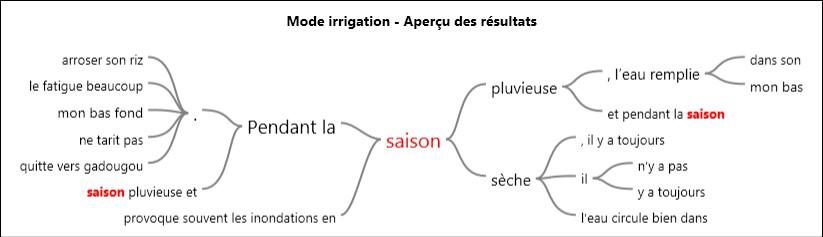 Mode irrigation - Aperçu des résultats
arroser son riz
le fatigue beaucoup
mon bas fond
ne tarit pas
quitte vers gadougou
.
saison pluvieuse et
Pendant la
provoque souvent les inondations en
saison
pluvieuse
, l’eau remplie
dans son
mon bas
et pendant la saison
sèche
, il y a toujours
il
n'y a pas
y a toujours
l'eau circule bien dans